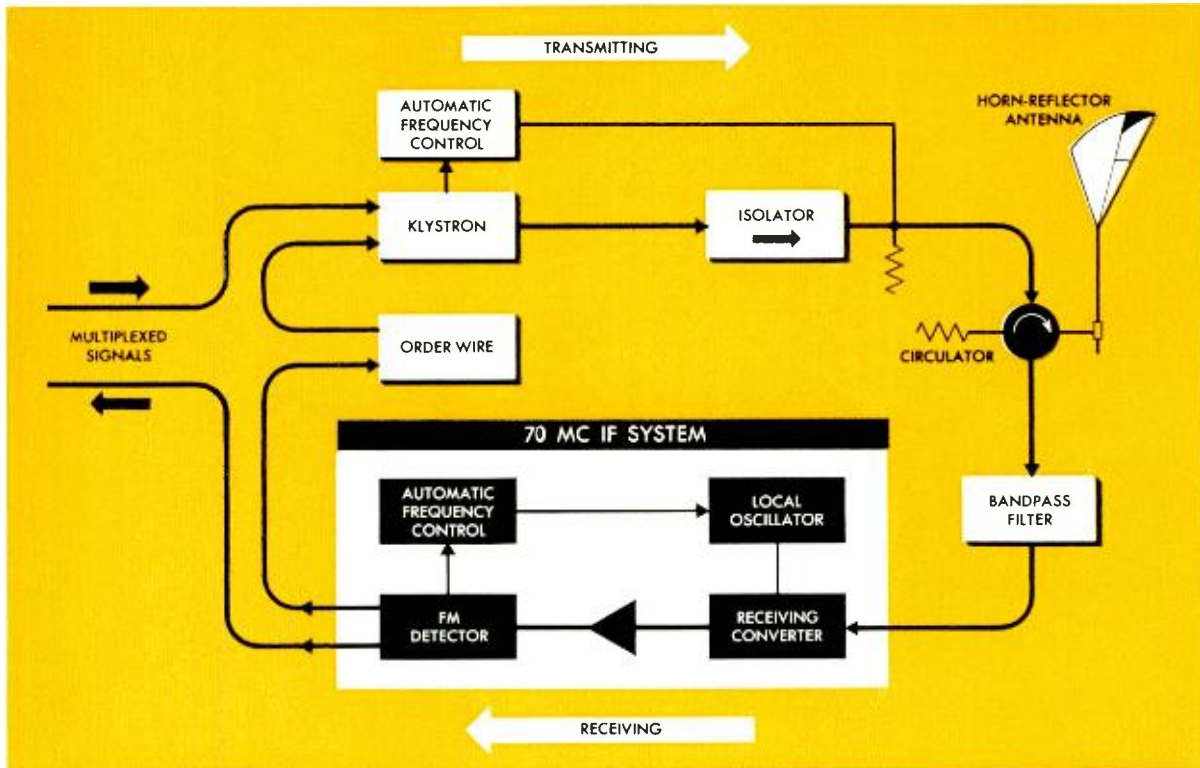 TRANSMITTING
HORN-REFLECTOR
ANTENNA
AUTOMATIC
FREQUENCY
CONTROL
KLYSTRON
ISOLATOR
MULTIPLEXED
SIGNALS
ORDER WIRE
CIRCULATOR
70 MC IF SYSTEM
AUTOMATIC
FREQUENCY
CONTROL
LOCAL
OSCILLATOR
BANDPASS
FILTER
FM
DETECTOR
RECEIVING
CONVERTER
RECEIVING